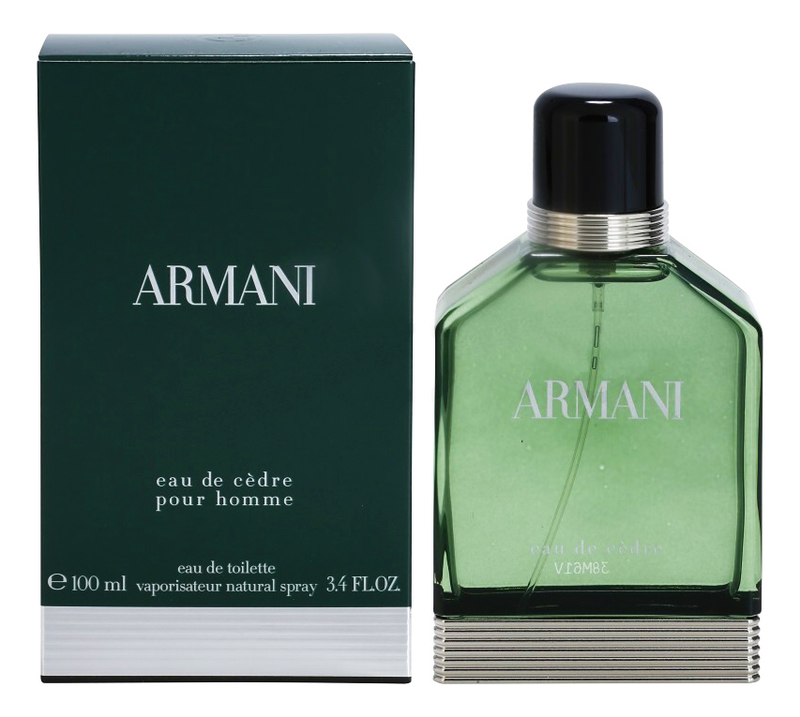 ARMANI
eau de cèdre
pour homme
eau de toilette
℮ 100 ml vaporisateur natural spray 3.4 FL.OZ.
ARMANI
eau de cèdre
38M61V